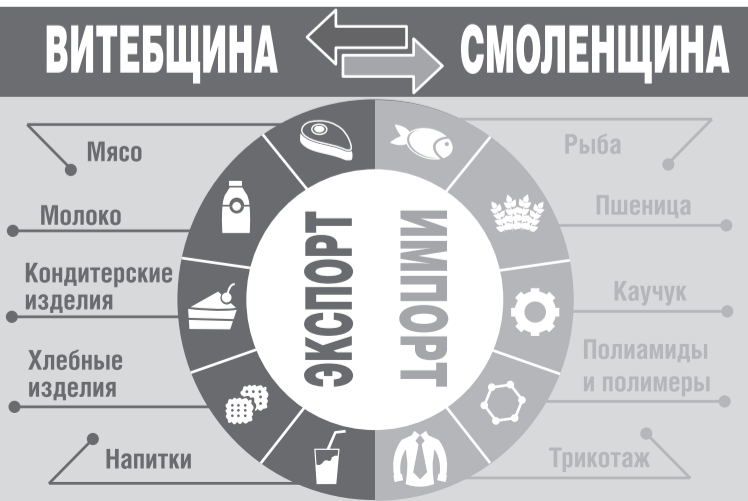 ВИТЕБЩИНА
СМОЛЕНЩИНА
Мясо
Молоко
Кондитерские
изделия
Хлебные
изделия
Напитки
ЭКСПОРТ
ИМПОРТ
Рыба
Пшеница
Каучук
Полиамиды
и полимеры
Трикотаж